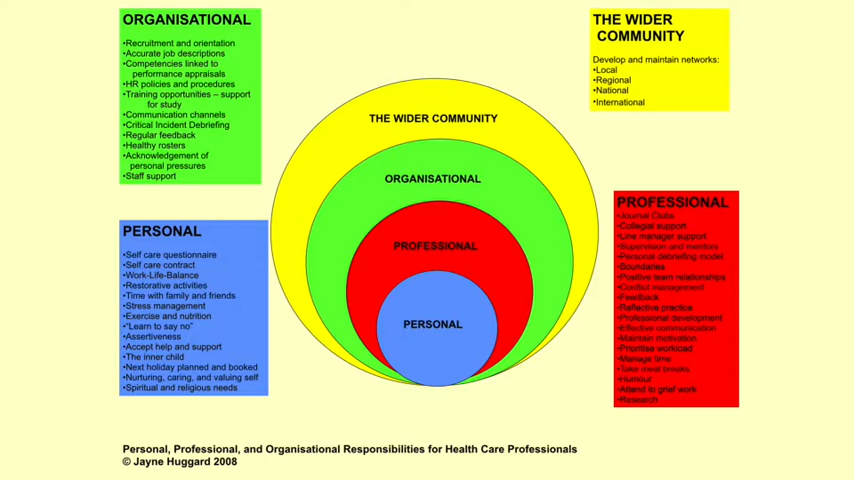 ORGANISATIONAL
•Recruitment and orientation
•Accurate job descriptions
•Competencies linked to
performance appraisals
•HR policies and procedures
•Training opportunities – support
for study
•Communication channels
•Critical Incident Debriefing
•Regular feedback
•Healthy rosters
•Acknowledgement of
personal pressures
•Staff support
THE WIDER
COMMUNITY
Develop and maintain networks:
•Local
•Regional
•National
•International
THE WIDER COMMUNITY
ORGANISATIONAL
PROFESSIONAL
PERSONAL
PERSONAL
•Self care questionnaire
•Self care contract
•Work-Life-Balance
•Restorative activities
•Time with family and friends
•Stress management
•Exercise and nutrition
•“Learn to say no”
•Assertiveness
•Accept help and support
•The inner child
•Next holiday planned and booked
•Nurturing, caring, and valuing self
•Spiritual and religious needs
PROFESSIONAL
•Journal Clubs
•Collegial support
•Line manager support
•Supervision and mentors
•Personal debriefing model
•Boundaries
•Positive team relationships
•Conflict management
•Feedback
•Reflective practice
•Professional development
•Effective communication
•Maintain motivation
•Prioritise workload
•Manage time
•Take meal breaks
•Humour
•Attend to grief work
•Research
Personal, Professional, and Organisational Responsibilities for Health Care Professionals
© Jayne Huggard 2008